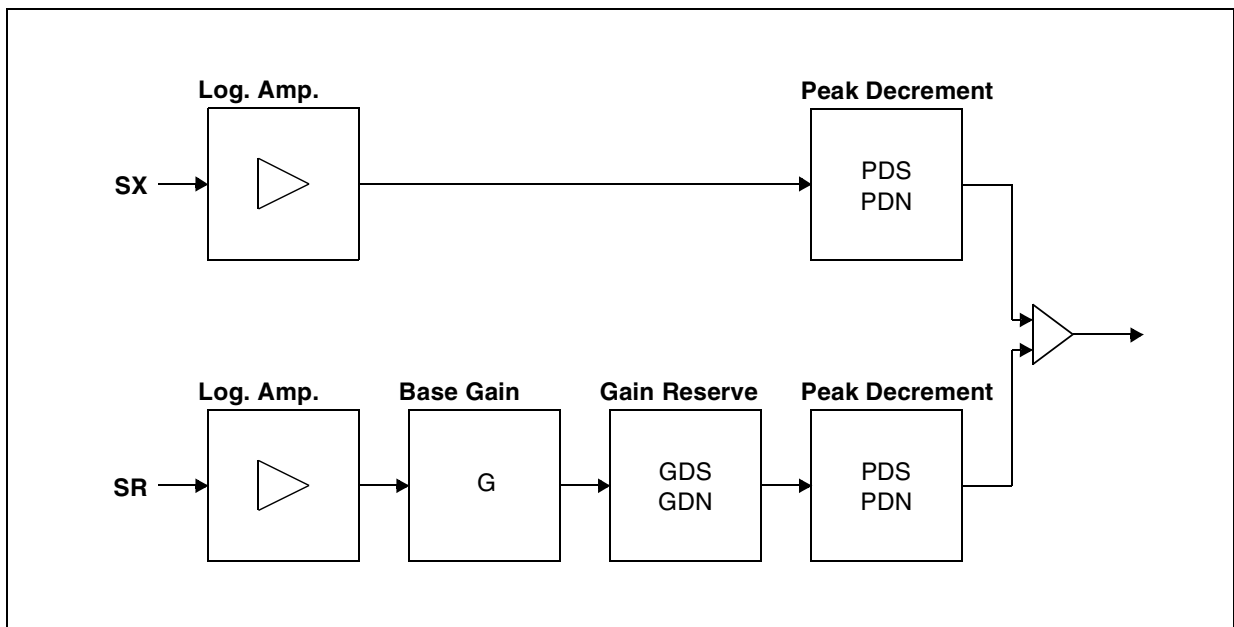 Log. Amp.
Peak Decrement
SX
PDS
PDN
Log. Amp.
Base Gain
Gain Reserve
Peak Decrement
SR
G
GDS
GDN
PDS
PDN